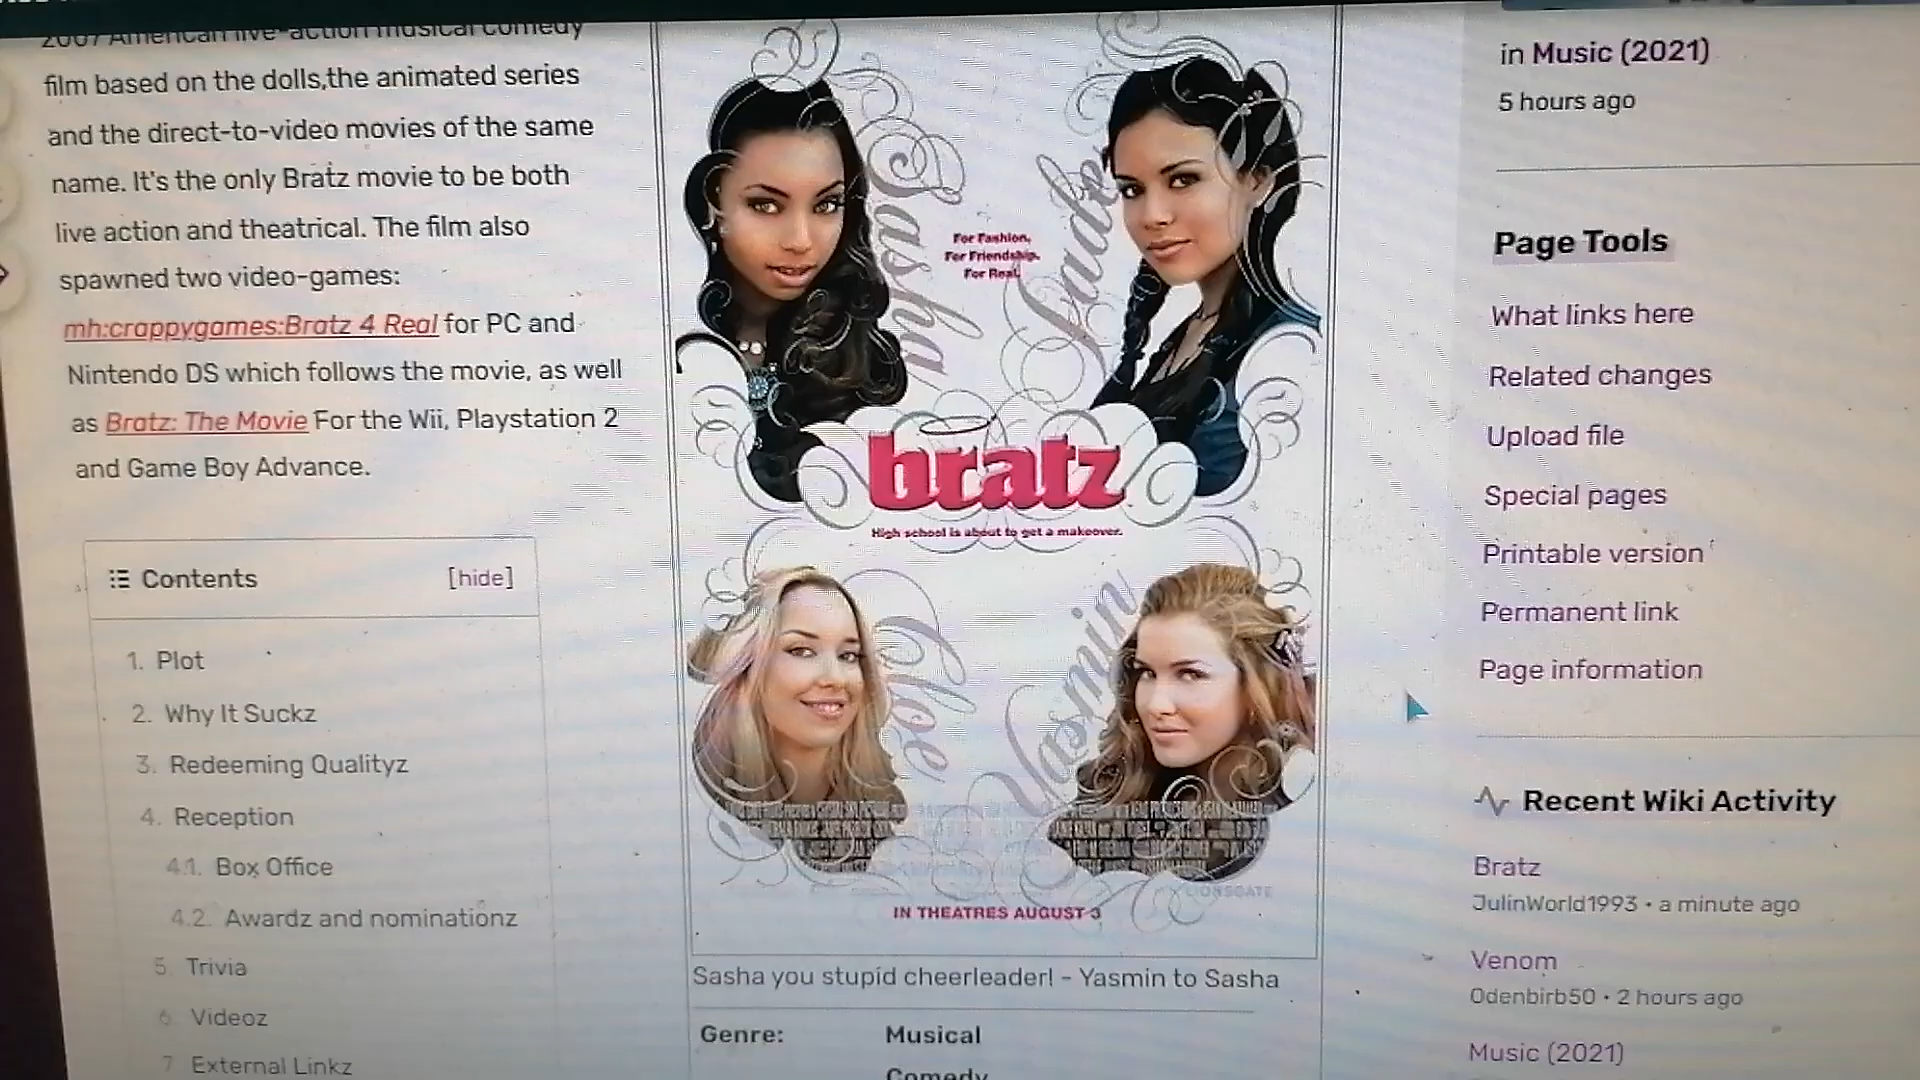 2007 American live-action musical comedy
film based on the dolls,the animated series
and the direct-to-video movies of the same
name. It's the only Bratz movie to be both
live action and theatrical. The film also
spawned two video-games:
mh:crappygames:Bratz 4 Real for PC and
Nintendo DS which follows the movie, as well
as Bratz: The Movie For the Wii, Playstation 2
and Game Boy Advance.
Contents [hide]
1. Plot
2. Why It Suckz
3. Redeeming Qualityz
4. Reception
4.1. Box Office
4.2. Awardz and nominationz
5 Trivia
6 Videoz
7 External Linkz
Sasha
Jade
For Fashion.
For Friendship.
For Real.
bratz
High school is about to get a makeover.
Cloe
Yasmin
LIONSGATE
IN THEATRES AUGUST 3
Sasha you stupid cheerleader! - Yasmin to Sasha
Genre: Musical
Comedy
in Music (2021)
5 hours ago
Page Tools
What links here
Related changes
Upload file
Special pages
Printable version
Permanent link
Page information
Recent Wiki Activity
Bratz
JulinWorld1993 • a minute ago
Venom
Odenbirb50 • 2 hours ago
Music (2021)